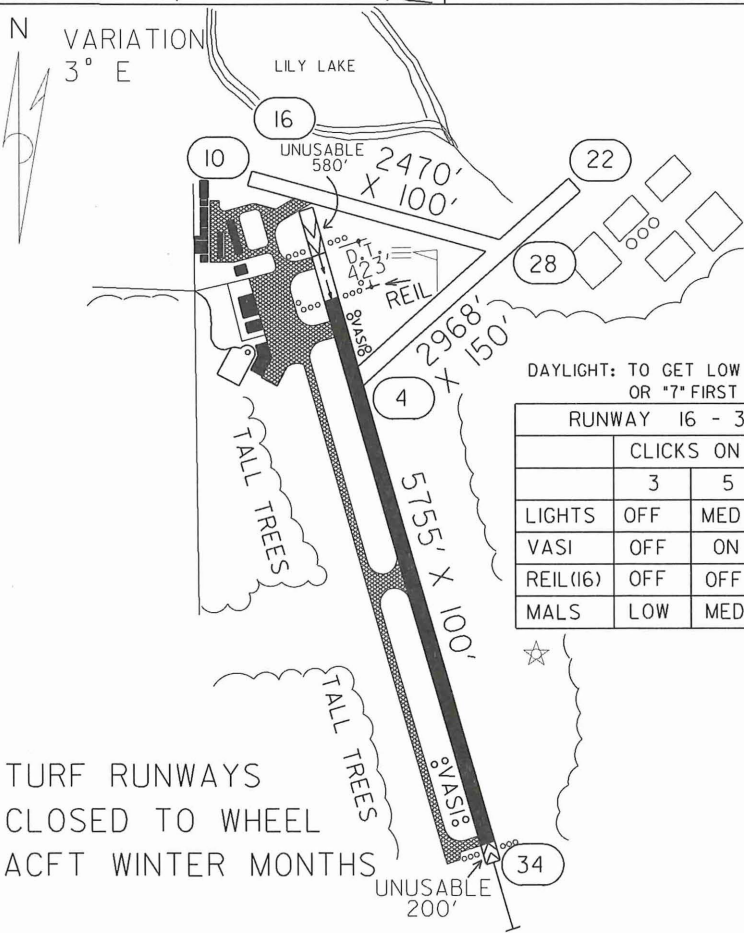 N
VARIATION
3° E
LILY LAKE
16
10
UNUSABLE
580'
2470'
X 100'
22
D.T.
423'
28
REIL
VASI
2968'
X 150'
4
DAYLIGHT: TO GET LOW
OR "7" FIRST
RUNWAY 16 - 3
CLICKS ON
3 5
LIGHTS OFF MED
VASI OFF ON
REIL(16) OFF OFF
MALS LOW MED
TALL TREES
5755' X 100'
TALL TREES
VASI
TURF RUNWAYS
CLOSED TO WHEEL
ACFT WINTER MONTHS
34
UNUSABLE
200'